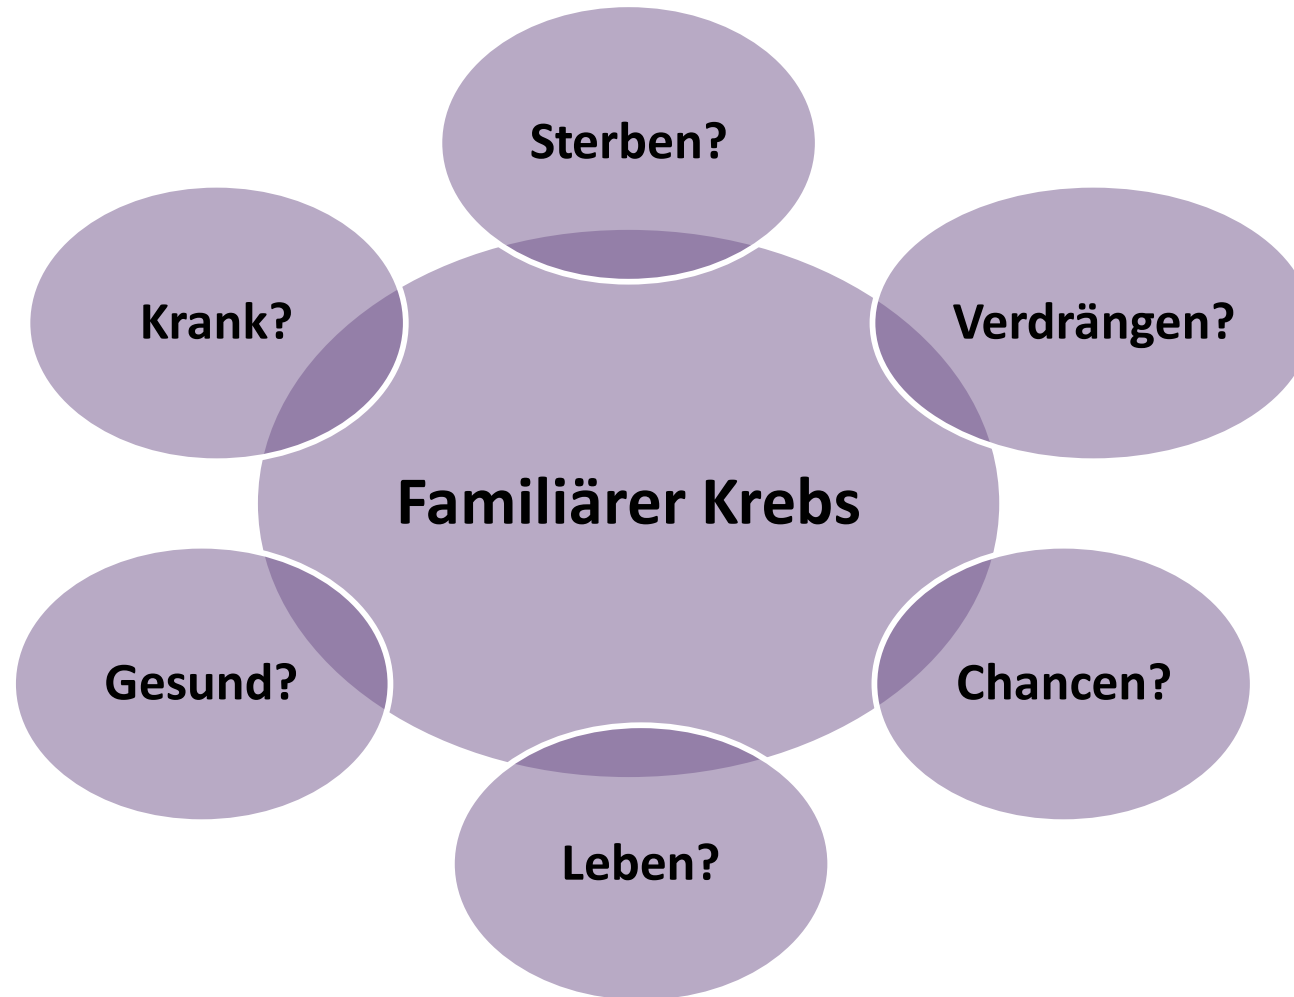 Sterben?
Krank?
Verdrängen?
Familiärer Krebs
Gesund?
Chancen?
Leben?